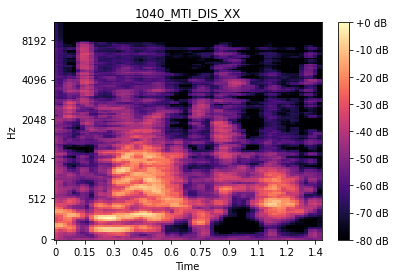 1040_MTI_DIS_XX
+0 dB
8192
-10 dB
4096
-20 dB
-30 dB
2048
Hz
-40 dB
1024
-50 dB
512
-60 dB
-70 dB
0
-80 dB
0 0.15 0.3 0.45 0.6 0.75 0.9 1.1 1.2 1.4
Time